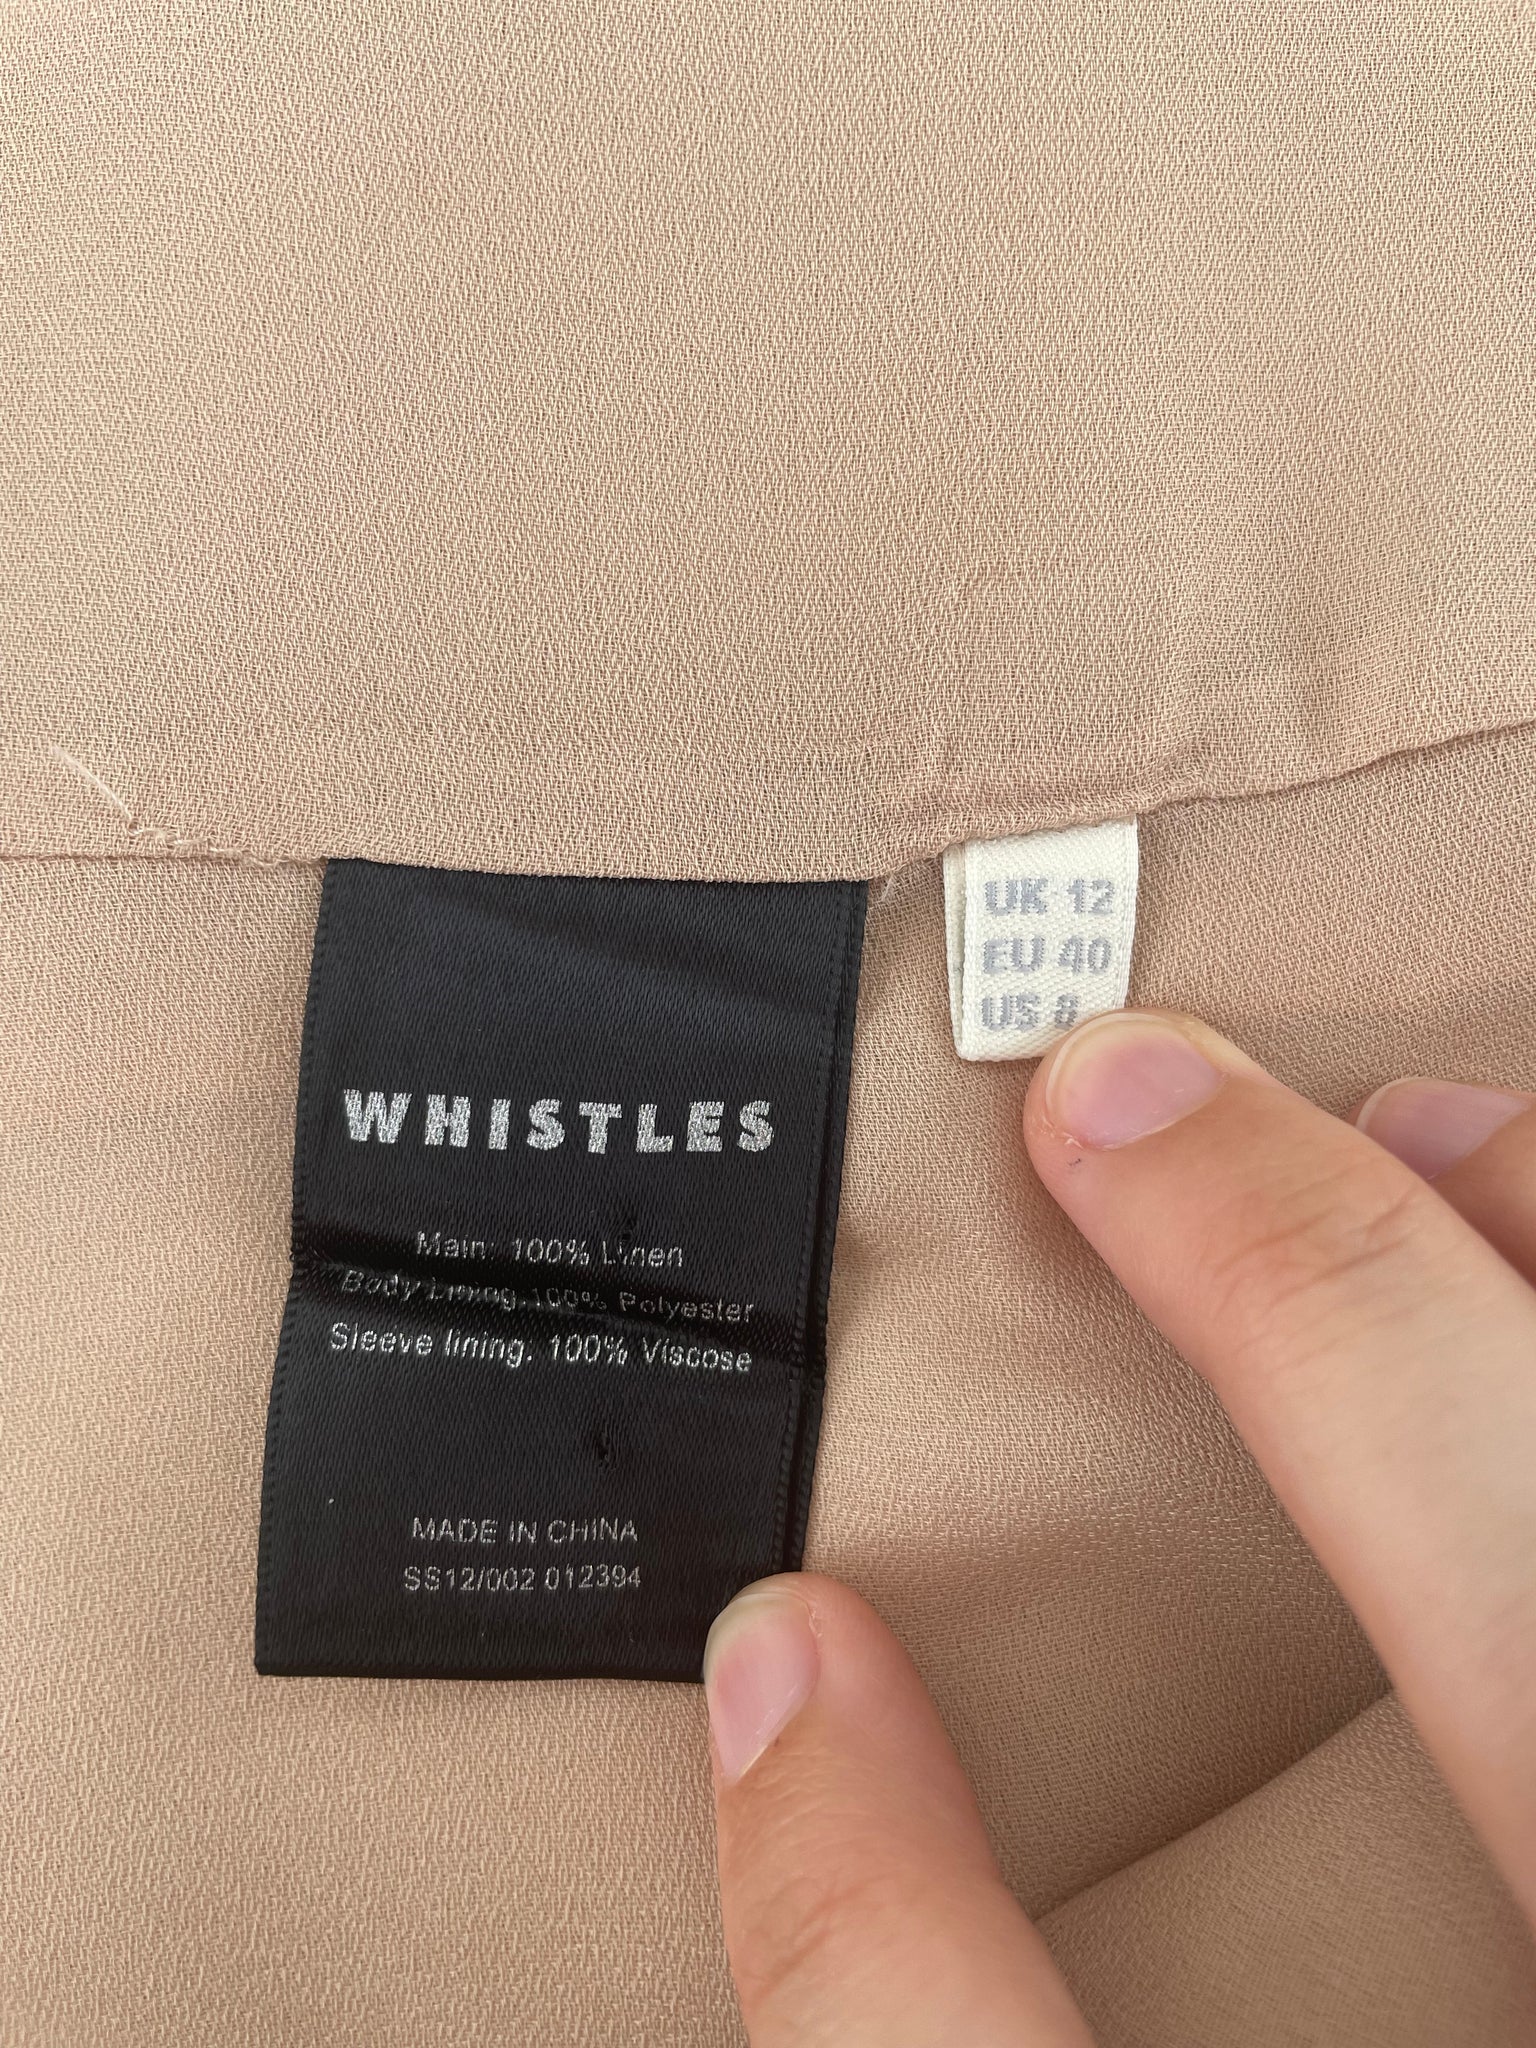 WHISTLES
Main: 100% Linen
Body Lining: 100% Polyester
Sleeve lining: 100% Viscose
MADE IN CHINA
SS12/002 012394
UK 12
EU 40
US 8